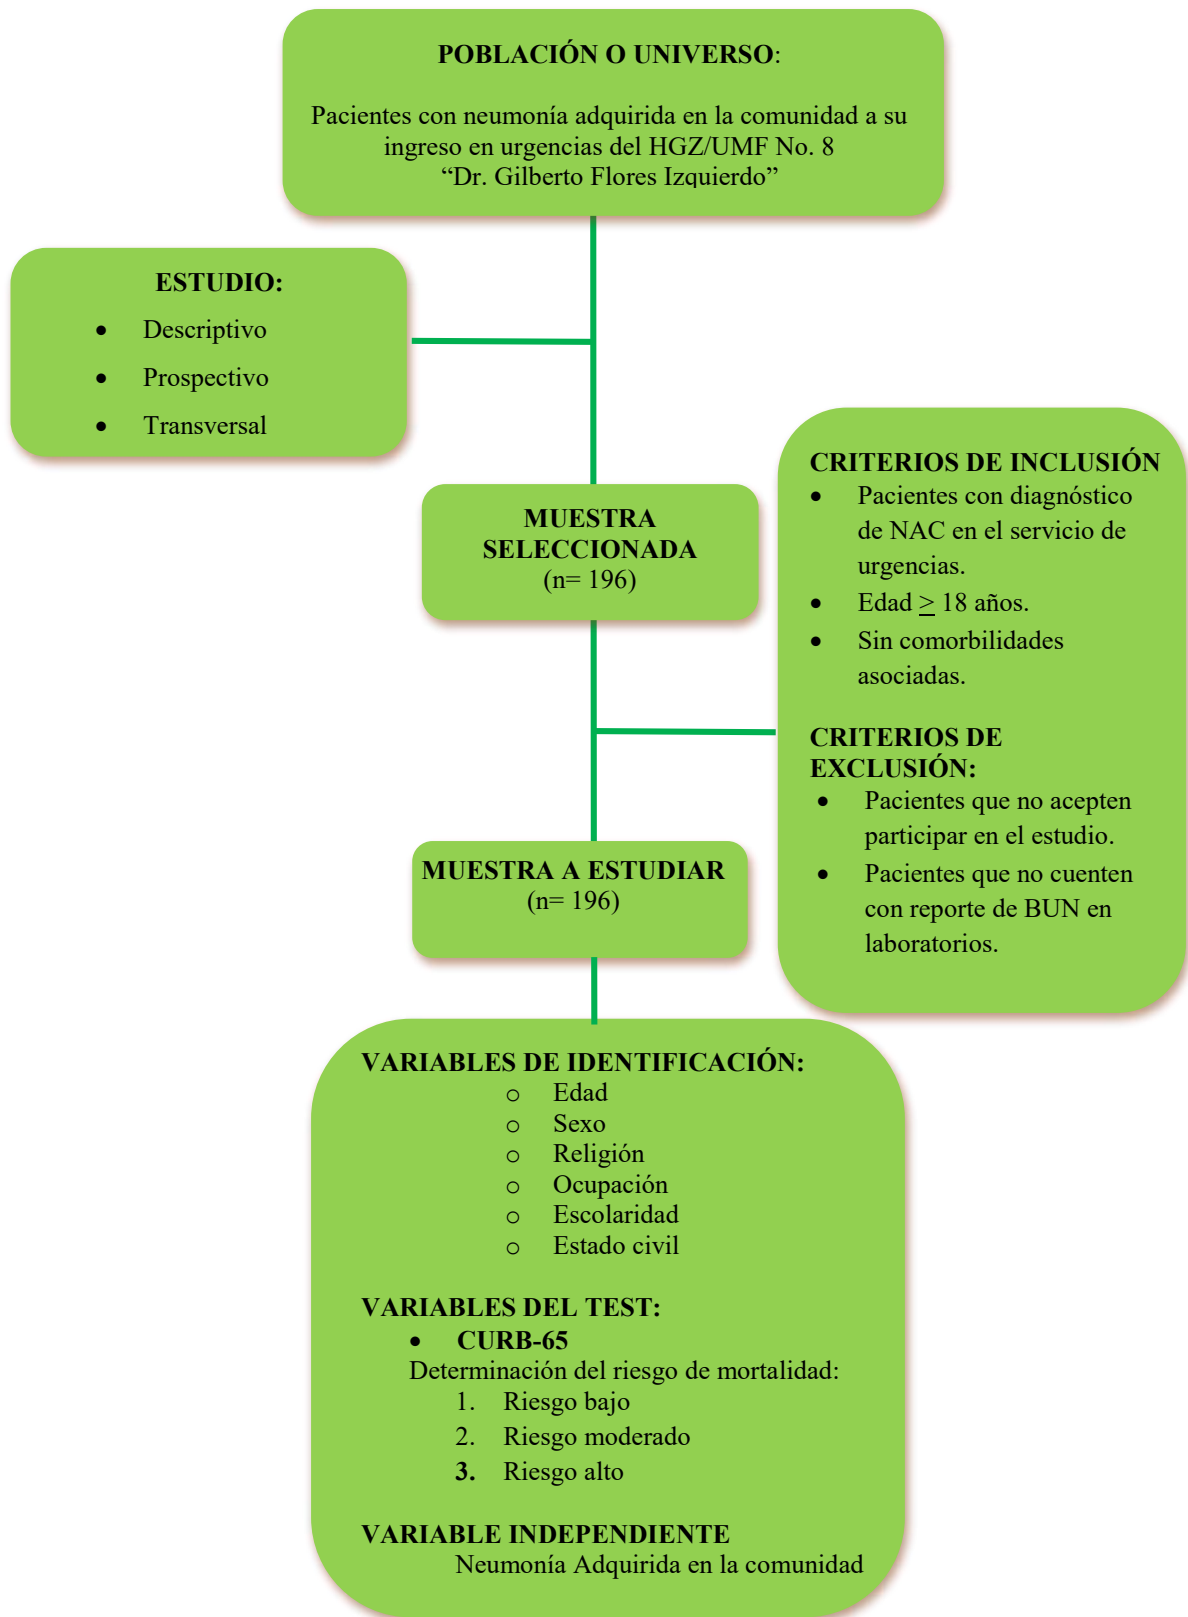 POBLACIÓN O UNIVERSO:
Pacientes con neumonía adquirida en la comunidad a su
ingreso en urgencias del HGZ/UMF No. 8
“Dr. Gilberto Flores Izquierdo”
ESTUDIO:
• Descriptivo
• Prospectivo
• Transversal
MUESTRA
SELECCIONADA
(n= 196)
CRITERIOS DE INCLUSIÓN
• Pacientes con diagnóstico
de NAC en el servicio de
urgencias.
• Edad ≥ 18 años.
• Sin comorbilidades
asociadas.
CRITERIOS DE
EXCLUSIÓN:
• Pacientes que no acepten
participar en el estudio.
• Pacientes que no cuenten
con reporte de BUN en
laboratorios.
MUESTRA A ESTUDIAR
(n= 196)
VARIABLES DE IDENTIFICACIÓN:
o Edad
o Sexo
o Religión
o Ocupación
o Escolaridad
o Estado civil
VARIABLES DEL TEST:
• CURB-65
Determinación del riesgo de mortalidad:
1. Riesgo bajo
2. Riesgo moderado
3. Riesgo alto
VARIABLE INDEPENDIENTE
Neumonía Adquirida en la comunidad